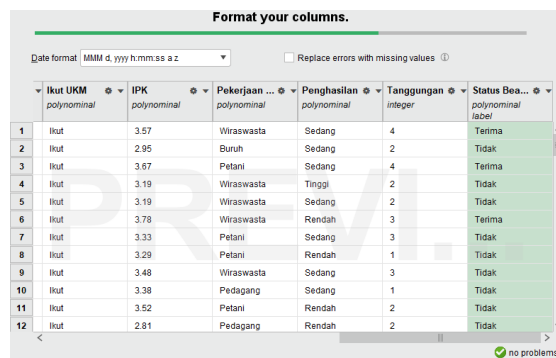 Format your columns.
Date format MMM d, yyyy h:mm:ss a z Replace errors with missing values
Ikut UKM IPK Pekerjaan ... Penghasilan Tanggungan Status Bea...
polynominal polynominal polynominal polynominal integer polynominal
label
1 Ikut 3.57 Wiraswasta Sedang 4 Terima
2 Ikut 2.95 Buruh Sedang 2 Tidak
3 Ikut 3.67 Petani Sedang 4 Terima
4 Ikut 3.19 Wiraswasta Tinggi 2 Tidak
5 Ikut 3.19 Wiraswasta Sedang 2 Tidak
6 Ikut 3.78 Wiraswasta Rendah 3 Terima
7 Ikut 3.33 Petani Sedang 3 Tidak
8 Ikut 3.29 Petani Rendah 1 Tidak
9 Ikut 3.48 Wiraswasta Sedang 3 Tidak
10 Ikut 3.38 Pedagang Sedang 1 Tidak
11 Ikut 3.52 Petani Rendah 2 Tidak
12 Ikut 2.81 Pedagang Rendah 2 Tidak
PREVI...
no problems